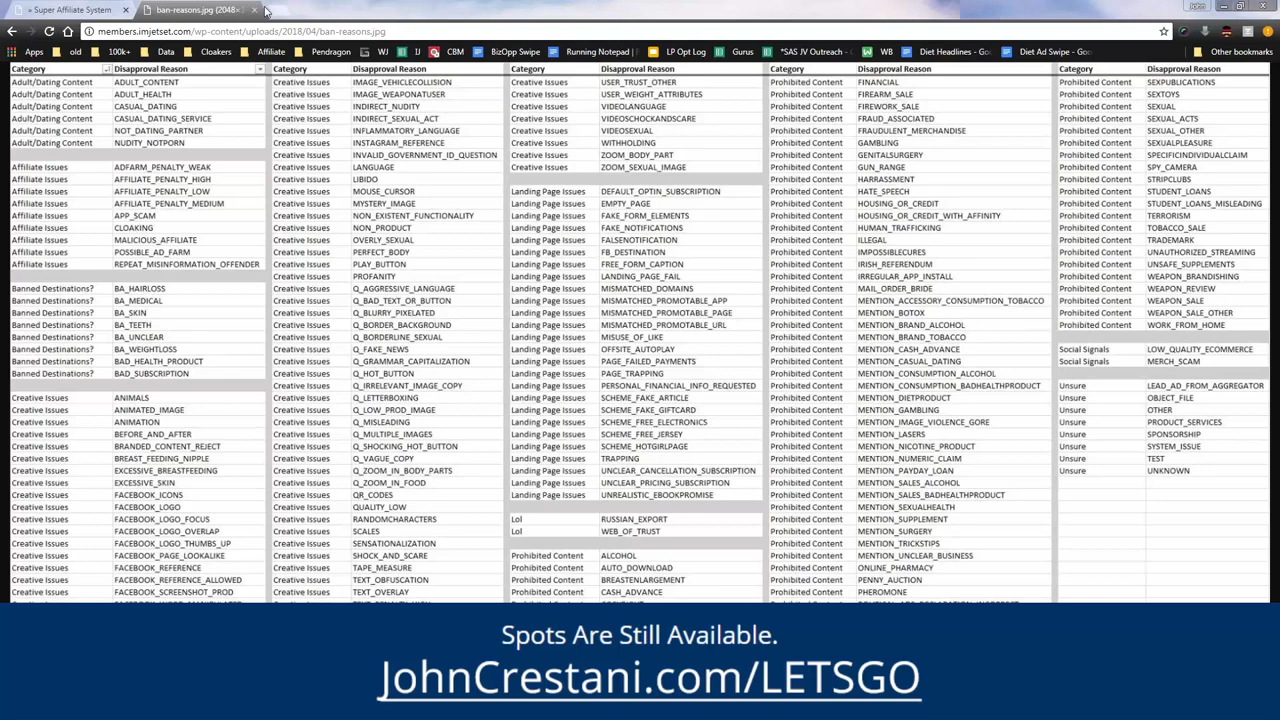 » Super Affiliate System
ban-reasons.jpg (2048×
John
members.imjetset.com/wp-content/uploads/2018/04/ban-reasons.jpg
Apps old 100k+ Data Cloakers Affiliate Pendragon WJ IJ CBM BizOpp Swipe Running Notepad LP Opt Log Gurus *SAS JV Outreach - G WB Diet Headlines - Goo Diet Ad Swipe - Goo Other bookmarks
Category Disapproval Reason Category Disapproval Reason Category Disapproval Reason Category Disapproval Reason Category Disapproval Reason
Adult/Dating Content ADULT_CONTENT Creative Issues IMAGE_VEHICLECOLLISION Creative Issues USER_TRUST_OTHER Prohibited Content FINANCIAL Prohibited Content SEXPUBLICATIONS
Adult/Dating Content ADULT_HEALTH Creative Issues IMAGE_WEAPONATUSER Creative Issues USER_WEIGHT_ATTRIBUTES Prohibited Content FIREARM_SALE Prohibited Content SEXTOYS
Adult/Dating Content CASUAL_DATING Creative Issues INDIRECT_NUDITY Creative Issues VIDEOLANGUAGE Prohibited Content FIREWORK_SALE Prohibited Content SEXUAL
Adult/Dating Content CASUAL_DATING_SERVICE Creative Issues INDIRECT_SEXUAL_ACT Creative Issues VIDEOSCHOCKANDSCARE Prohibited Content FRAUD_ASSOCIATED Prohibited Content SEXUAL_ACTS
Adult/Dating Content NOT_DATING_PARTNER Creative Issues INFLAMMATORY_LANGUAGE Creative Issues VIDEOSEXUAL Prohibited Content FRAUDULENT_MERCHANDISE Prohibited Content SEXUAL_OTHER
Adult/Dating Content NUDITY_NOTPORN Creative Issues INSTAGRAM_REFERENCE Creative Issues WITHHOLDING Prohibited Content GAMBLING Prohibited Content SEXUALPLEASURE
Creative Issues INVALID_GOVERNMENT_ID_QUESTION Creative Issues ZOOM_BODY_PART Prohibited Content GENITALSURGERY Prohibited Content SPECIFICINDIVIDUALCLAIM
Affiliate Issues ADFARM_PENALTY_WEAK Creative Issues LANGUAGE Creative Issues ZOOM_SEXUAL_IMAGE Prohibited Content GUN_RANGE Prohibited Content SPY_CAMERA
Affiliate Issues AFFILIATE_PENALTY_HIGH Creative Issues LIBIDO Prohibited Content HARRASSMENT Prohibited Content STRIPCLUBS
Affiliate Issues AFFILIATE_PENALTY_LOW Creative Issues MOUSE_CURSOR Landing Page Issues DEFAULT_OPTIN_SUBSCRIPTION Prohibited Content HATE_SPEECH Prohibited Content STUDENT_LOANS
Affiliate Issues AFFILIATE_PENALTY_MEDIUM Creative Issues MYSTERY_IMAGE Landing Page Issues EMPTY_PAGE Prohibited Content HOUSING_OR_CREDIT Prohibited Content STUDENT_LOANS_MISLEADING
Affiliate Issues APP_SCAM Creative Issues NON_EXISTENT_FUNCTIONALITY Landing Page Issues FAKE_FORM_ELEMENTS Prohibited Content HOUSING_OR_CREDIT_WITH_AFFINITY Prohibited Content TERRORISM
Affiliate Issues CLOAKING Creative Issues NON_PRODUCT Landing Page Issues FAKE_NOTIFICATIONS Prohibited Content HUMAN_TRAFFIKING Prohibited Content TOBACCO_SALE
Affiliate Issues MALICIOUS_AFFILIATE Creative Issues OVERLY_SEXUAL Landing Page Issues FALSENOTIFICATION Prohibited Content ILLEGAL Prohibited Content TRADEMARK
Affiliate Issues POSSIBLE_AD_FARM Creative Issues PERFECT_BODY Landing Page Issues FB_DESTINATION Prohibited Content IMPOSSIBLECURES Prohibited Content UNAUTHORIZED_STREAMING
Affiliate Issues REPEAT_MISINFORMATION_OFFENDER Creative Issues PLAY_BUTTON Landing Page Issues FREE_FORM_CAPTION Prohibited Content IRISH_REFERENDUM Prohibited Content UNSAFE_SUPPLEMENTS
Creative Issues PROFANITY Landing Page Issues LANDING_PAGE_FAIL Prohibited Content IRREGULAR_APP_INSTALL Prohibited Content WEAPON_BRANDISHING
Banned Destinations? BA_HAIRLOSS Creative Issues Q_AGGRESSIVE_LANGUAGE Landing Page Issues MISMATCHED_DOMAINS Prohibited Content MAIL_ORDER_BRIDE Prohibited Content WEAPON_REVIEW
Banned Destinations? BA_MEDICAL Creative Issues Q_BAD_TEXT_OR_BUTTON Landing Page Issues MISMATCHED_PROMOTABLE_APP Prohibited Content MENTION_ACCESSORY_CONSUMPTION_TOBACCO Prohibited Content WEAPON_SALE
Banned Destinations? BA_SKIN Creative Issues Q_BLURRY_PIXELATED Landing Page Issues MISMATCHED_PROMOTABLE_PAGE Prohibited Content MENTION_BOTOX Prohibited Content WEAPON_SALE_OTHER
Banned Destinations? BA_TEETH Creative Issues Q_BORDER_BACKGROUND Landing Page Issues MISMATCHED_PROMOTABLE_URL Prohibited Content MENTION_BRAND_ALCOHOL Prohibited Content WORK_FROM_HOME
Banned Destinations? BA_UNCLEAR Creative Issues Q_BORDERLINE_SEXUAL Landing Page Issues MISUSE_OF_LIKE Prohibited Content MENTION_BRAND_TOBACCO
Banned Destinations? BA_WEIGHTLOSS Creative Issues Q_FAKE_NEWS Landing Page Issues OFFSITE_AUTOPLAY Prohibited Content MENTION_CASH_ADVANCE Social Signals LOW_QUALITY_ECOMMERCE
Banned Destinations? BAD_HEALTH_PRODUCT Creative Issues Q_GRAMMAR_CAPITALIZATION Landing Page Issues PAGE_FAILED_PAYMENTS Prohibited Content MENTION_CASUAL_DATING Social Signals MERCH_SCAM
Banned Destinations? BAD_SUBSCRIPTION Creative Issues Q_HOT_BUTTON Landing Page Issues PAGE_TRAPPING Prohibited Content MENTION_CONSUMPTION_ALCOHOL
Creative Issues Q_IRRELEVANT_IMAGE_COPY Landing Page Issues PERSONAL_FINANCIAL_INFO_REQUESTED Prohibited Content MENTION_CONSUMPTION_BADHEALTHPRODUCT Unsure LEAD_AD_FROM_AGGREGATOR
Creative Issues ANIMALS Creative Issues Q_LETTERBOXING Landing Page Issues SCHEME_FAKE_ARTICLE Prohibited Content MENTION_DIETPRODUCT Unsure OBJECT_FILE
Creative Issues ANIMATED_IMAGE Creative Issues Q_LOW_PROD_IMAGE Landing Page Issues SCHEME_FAKE_GIFTCARD Prohibited Content MENTION_GAMBLING Unsure OTHER
Creative Issues ANIMATION Creative Issues Q_MISLEADING Landing Page Issues SCHEME_FREE_ELECTRONICS Prohibited Content MENTION_IMAGE_VIOLENCE_GORE Unsure PRODUCT_SERVICES
Creative Issues BEFORE_AND_AFTER Creative Issues Q_MULTIPLE_IMAGES Landing Page Issues SCHEME_FREE_JERSEY Prohibited Content MENTION_LASERS Unsure SPONSORSHIP
Creative Issues BRANDED_CONTENT_REJECT Creative Issues Q_SHOCKING_HOT_BUTTON Landing Page Issues SCHEME_HOTGIRLPAGE Prohibited Content MENTION_NICOTINE_PRODUCT Unsure SYSTEM_ISSUE
Creative Issues BREAST_FEEDING_NIPPLE Creative Issues Q_VAGUE_COPY Landing Page Issues TRAPPING Prohibited Content MENTION_NUMERIC_CLAIM Unsure TEST
Creative Issues EXCESSIVE_BREASTFEEDING Creative Issues Q_ZOOM_IN_BODY_PARTS Landing Page Issues UNCLEAR_CANCELLATION_SUBSCRIPTION Prohibited Content MENTION_PAYDAY_LOAN Unsure UNKNOWN
Creative Issues EXCESSIVE_SKIN Creative Issues Q_ZOOM_IN_FOOD Landing Page Issues UNCLEAR_PRICING_SUBSCRIPTION Prohibited Content MENTION_SALES_ALCOHOL
Creative Issues FACEBOOK_ICONS Creative Issues QR_CODES Landing Page Issues UNREALISTIC_EBOOKPROMISE Prohibited Content MENTION_SALES_BADHEALTHPRODUCT
Creative Issues FACEBOOK_LOGO Creative Issues QUALITY_LOW Prohibited Content MENTION_SEXUALHEALTH
Creative Issues FACEBOOK_LOGO_FOCUS Creative Issues RANDOMCHARACTERS Lol RUSSIAN_EXPORT Prohibited Content MENTION_SUPPLEMENT
Creative Issues FACEBOOK_LOGO_OVERLAP Creative Issues SCALES Lol WEB_OF_TRUST Prohibited Content MENTION_SURGERY
Creative Issues FACEBOOK_LOGO_THUMBS_UP Creative Issues SENSATIONALIZATION Prohibited Content MENTION_TRICKSTIPS
Creative Issues FACEBOOK_PAGE_LOOKALIKE Creative Issues SHOCK_AND_SCARE Prohibited Content ALCOHOL Prohibited Content MENTION_UNCLEAR_BUSINESS
Creative Issues FACEBOOK_REFERENCE Creative Issues TAPE_MEASURE Prohibited Content AUTO_DOWNLOAD Prohibited Content ONLINE_PHARMACY
Creative Issues FACEBOOK_REFERENCE_ALLOWED Creative Issues TEXT_OBFUSCATION Prohibited Content BREASTENLARGEMENT Prohibited Content PENNY_AUCTION
Creative Issues FACEBOOK_SCREENSHOT_PROD Creative Issues TEXT_OVERLAY Prohibited Content CASH_ADVANCE Prohibited Content PHEROMONE
Spots Are Still Available.
JohnCrestani.com/LETSGO